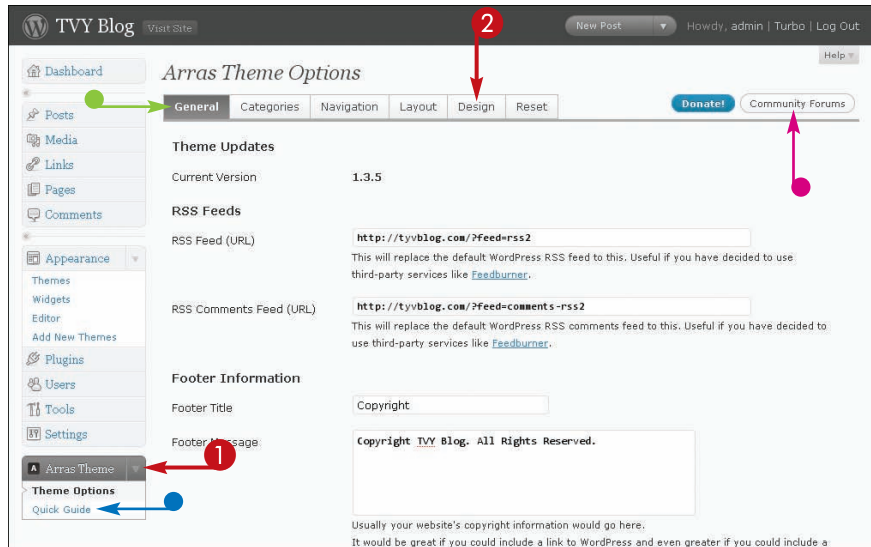 TVY Blog Visit Site
New Post
Howdy, admin | Turbo | Log Out
2
Help
Dashboard
Posts
Media
Links
Pages
Comments
Appearance
Themes
Widgets
Editor
Add New Themes
Plugins
Users
Tools
Settings
Arras Theme
1
Theme Options
Quick Guide
Arras Theme Options
General Categories Navigation Layout Design Reset
Donate! Community Forums
Theme Updates
Current Version 1.3.5
RSS Feeds
RSS Feed (URL) http://tyvblog.com/?feed=rss2
This will replace the default WordPress RSS feed to this. Useful if you have decided to use
third-party services like Feedburner.
RSS Comments Feed (URL) http://tyvblog.com/?feed=comments-rss2
This will replace the default WordPress RSS comments feed to this. Useful if you have decided to
use third-party services like Feedburner.
Footer Information
Footer Title Copyright
Footer Message Copyright TVY Blog. All Rights Reserved.
Usually your website's copyright information would go here.
It would be great if you could include a link to WordPress and even greater if you could include a